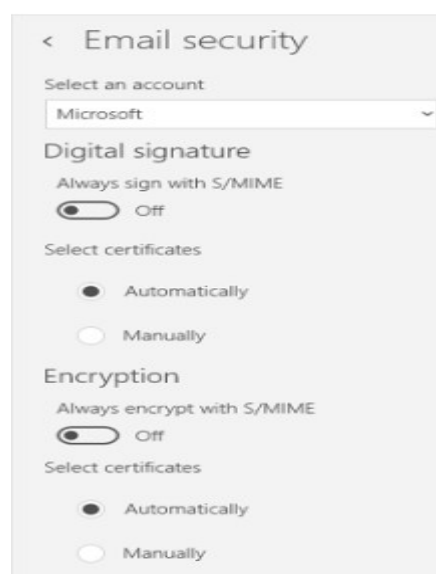 Email security
Select an account
Microsoft
Digital signature
Always sign with S/MIME
Off
Select certificates
Automatically
Manually
Encryption
Always encrypt with S/MIME
Off
Select certificates
Automatically
Manually